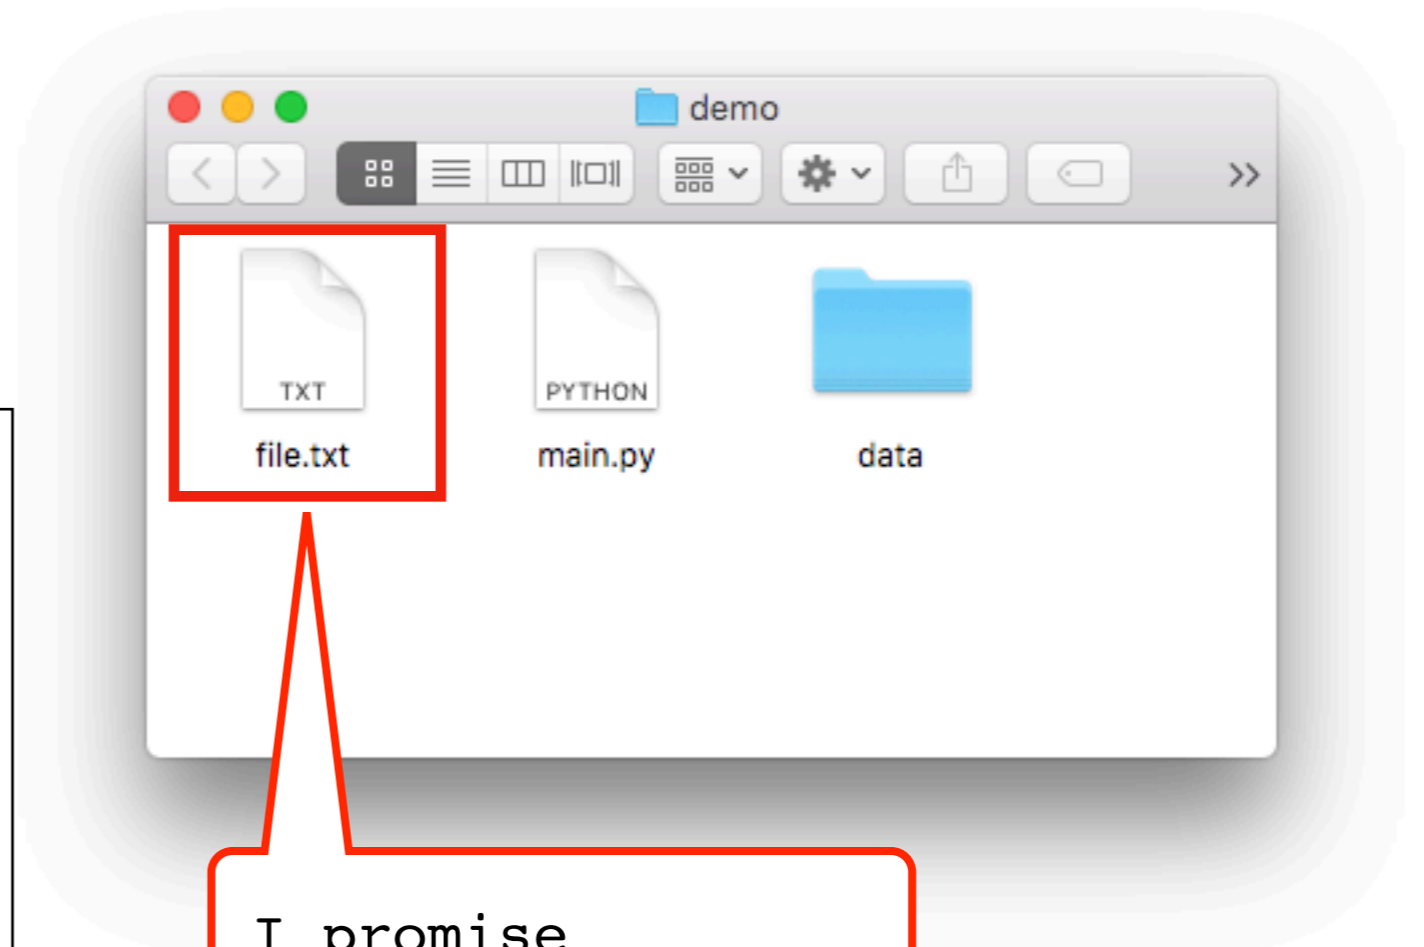 demo
TXT
PYTHON
file.txt
main.py
data
I promise